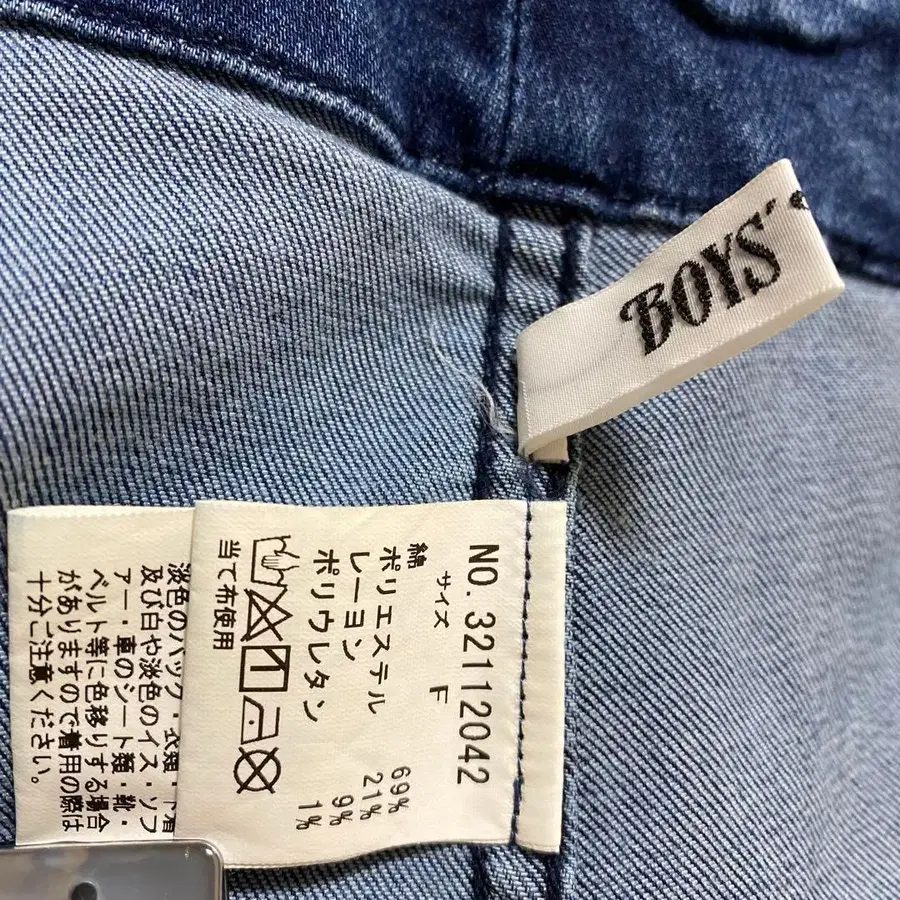 BOYS'
NO. 32112042
サイズ F
綿 69%
ポリエステル 21%
レーヨン 9%
ポリウレタン 1%
当て布使用
淡色のバッグ・衣類・下着
及び白や淡色のイス・ソフ
ァー・車のシート類・靴・
ベルト等に色移りする場合
がありますので着用の際は
十分ご注意ください。